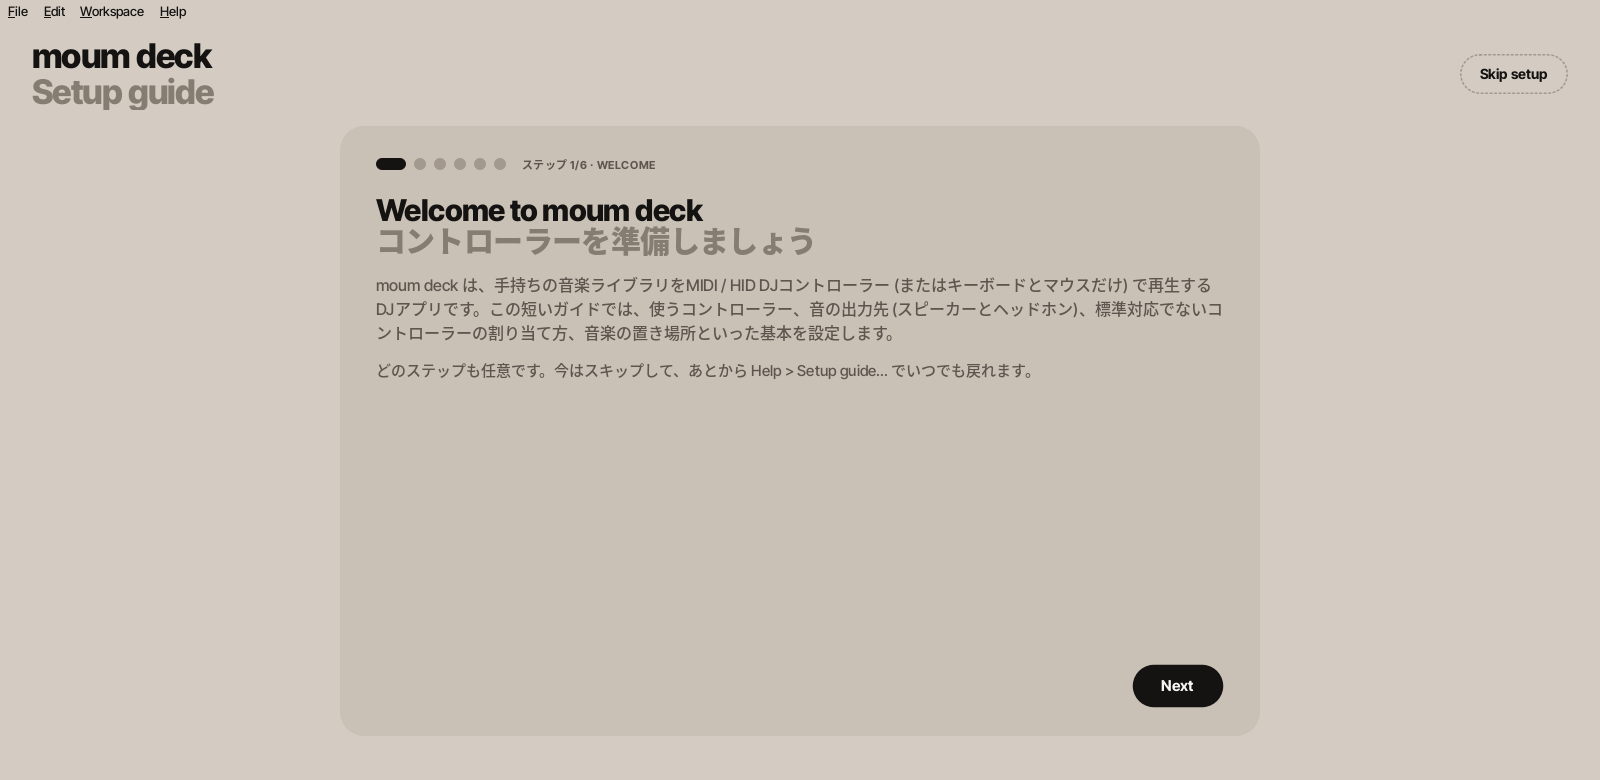 File Edit Workspace Help
moum deck
Setup guide
Skip setup
ステップ 1/6 · WELCOME
Welcome to moum deck
コントローラーを準備しましょう
moum deck は、手持ちの音楽ライブラリをMIDI / HID DJコントローラー (またはキーボードとマウスだけ) で再生する
DJアプリです。この短いガイドでは、使うコントローラー、音の出力先 (スピーカーとヘッドホン)、標準対応でないコ
ントローラーの割り当て方、音楽の置き場所といった基本を設定します。
どのステップも任意です。今はスキップして、あとから Help > Setup guide... でいつでも戻れます。
Next